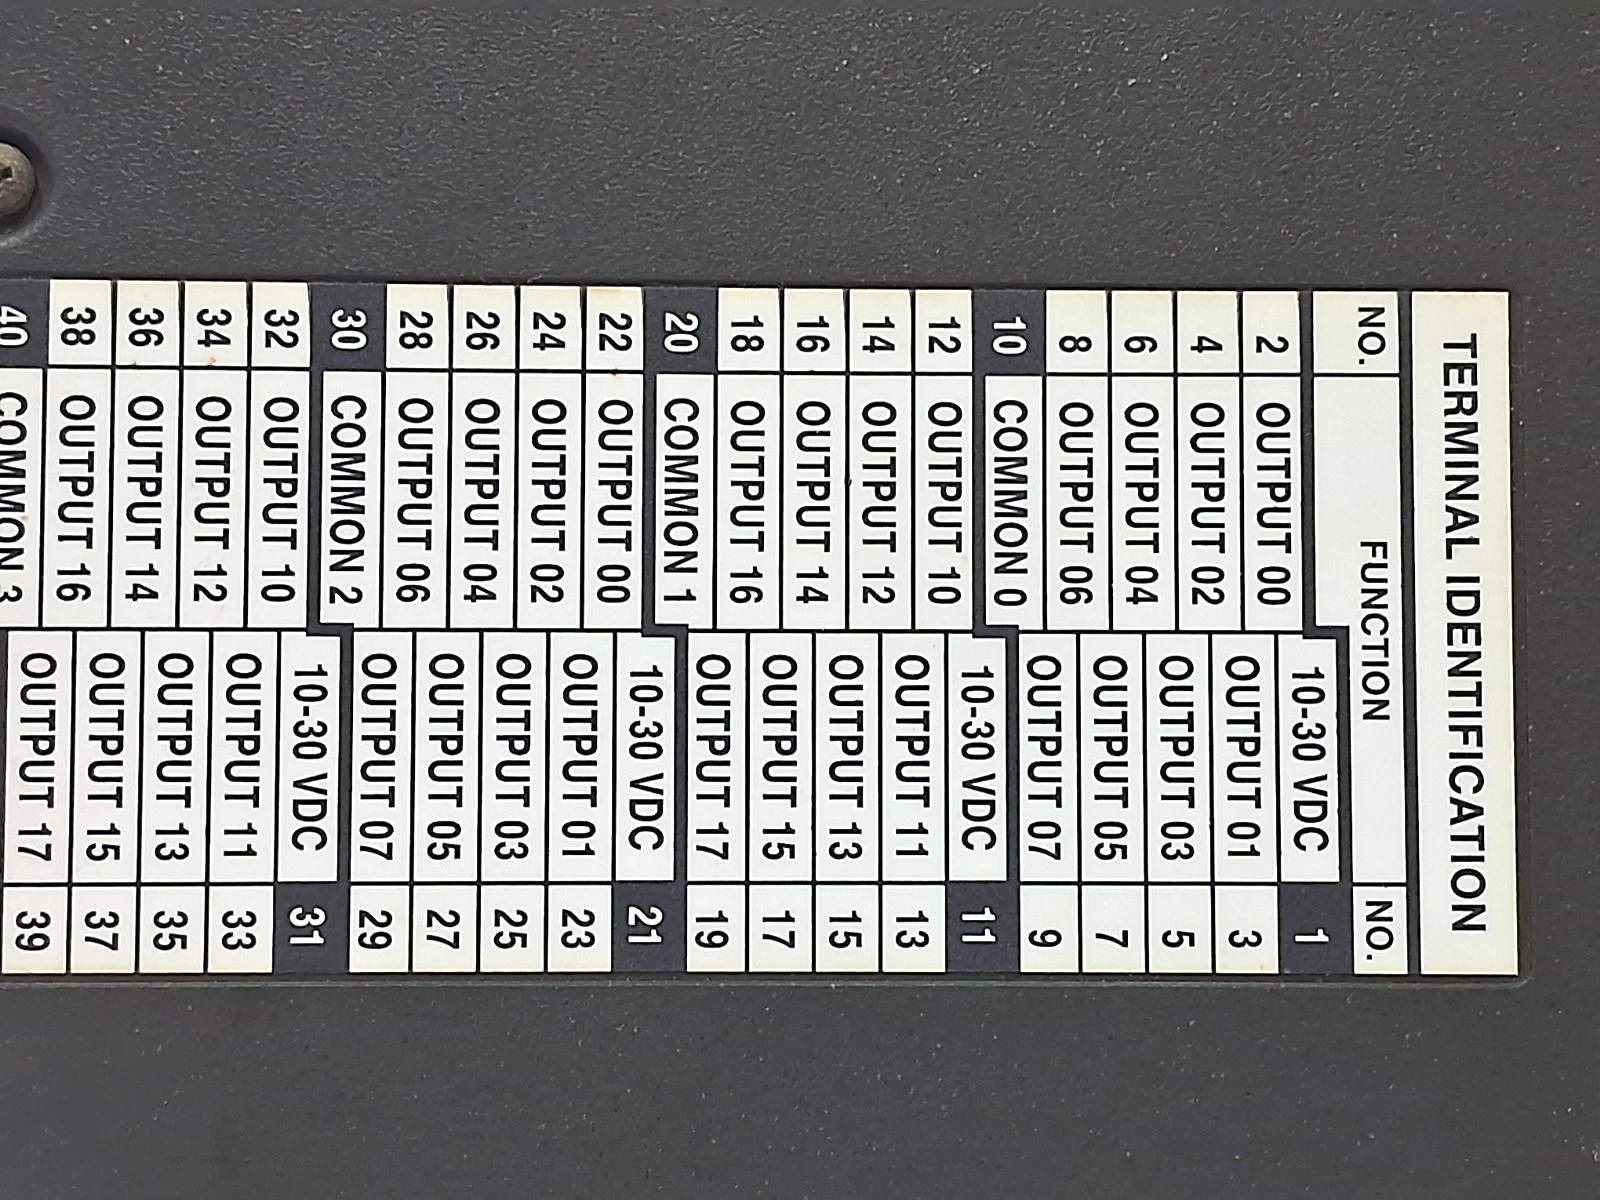 TERMINAL IDENTIFICATION
NO. FUNCTION NO.
10-30 VDC 1
2 OUTPUT 00
OUTPUT 01 3
4 OUTPUT 02
OUTPUT 03 5
6 OUTPUT 04
OUTPUT 05 7
8 OUTPUT 06
OUTPUT 07 9
10 COMMON 0
10-30 VDC 11
12 OUTPUT 10
OUTPUT 11 13
14 OUTPUT 12
OUTPUT 13 15
16 OUTPUT 14
OUTPUT 15 17
18 OUTPUT 16
OUTPUT 17 19
20 COMMON 1
10-30 VDC 21
22 OUTPUT 00
OUTPUT 01 23
24 OUTPUT 02
OUTPUT 03 25
26 OUTPUT 04
OUTPUT 05 27
28 OUTPUT 06
OUTPUT 07 29
30 COMMON 2
10-30 VDC 31
32 OUTPUT 10
OUTPUT 11 33
34 OUTPUT 12
OUTPUT 13 35
36 OUTPUT 14
OUTPUT 15 37
38 OUTPUT 16
OUTPUT 17 39
40 COMMON 3